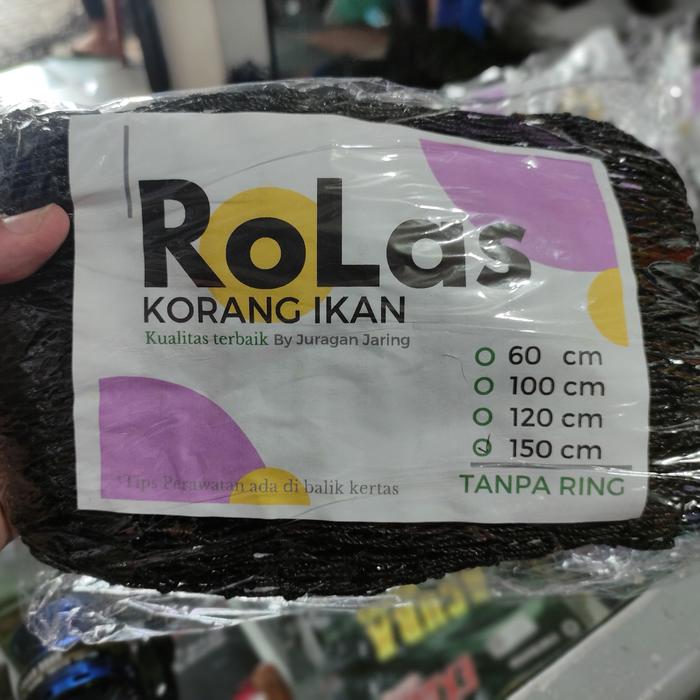 RoLas
KORANG IKAN
Kualitas terbaik By Juragan Jaring
60 cm
100 cm
120 cm
150 cm
TANPA RING
*Tips Perawatan ada di balik kertas